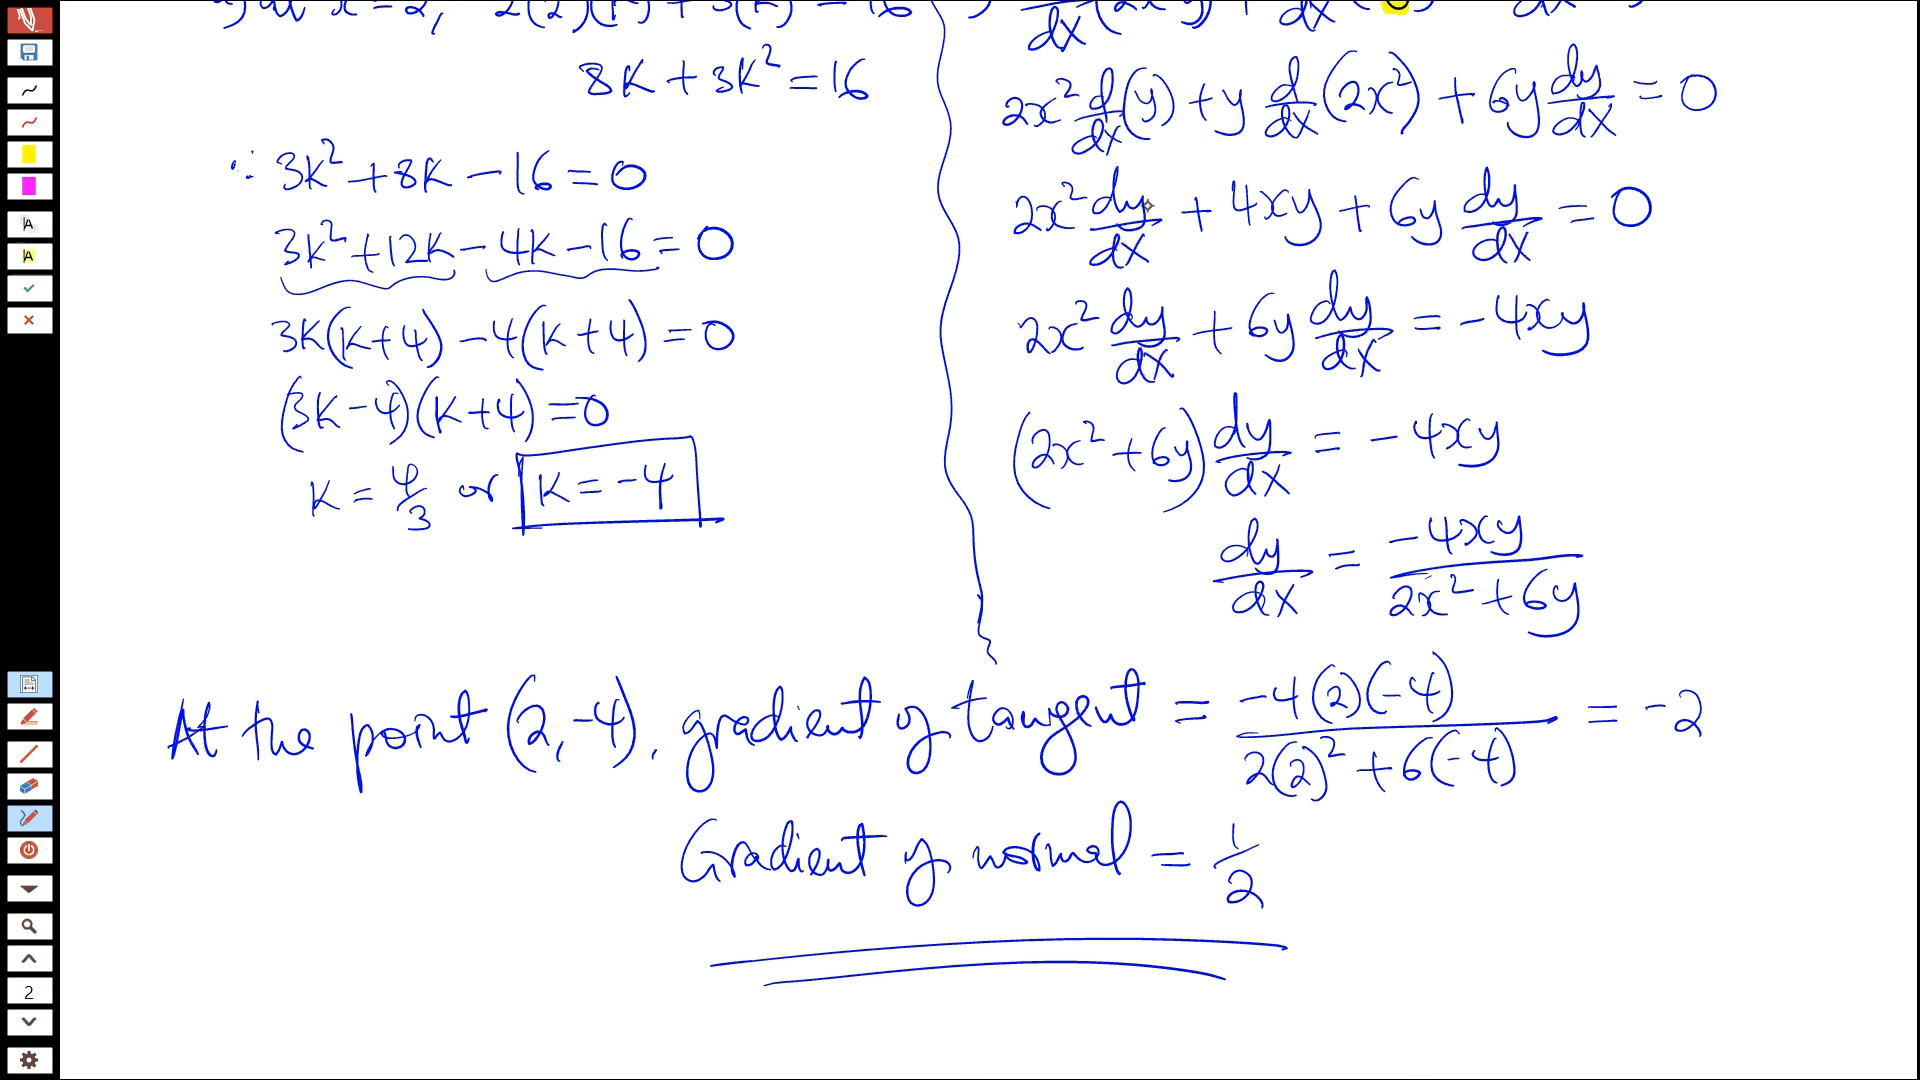 8K + 3K² = 16
∵ 3K² + 8K − 16 = 0
3K² + 12K − 4K − 16 = 0
3K(K+4) − 4(K+4) = 0
(3K−4)(K+4) = 0
K = 4/3 or K = −4
2x² d/dx(y) + y d/dx(2x²) + 6y dy/dx = 0
2x² dy/dx + 4xy + 6y dy/dx = 0
2x² dy/dx + 6y dy/dx = −4xy
(2x² + 6y) dy/dx = −4xy
dy/dx = −4xy/2x² + 6y
At the point (2, −4), gradient of tangent = −4(2)(−4)/2(2)² + 6(−4) = −2
Gradient of normal = 1/2
A
A
2